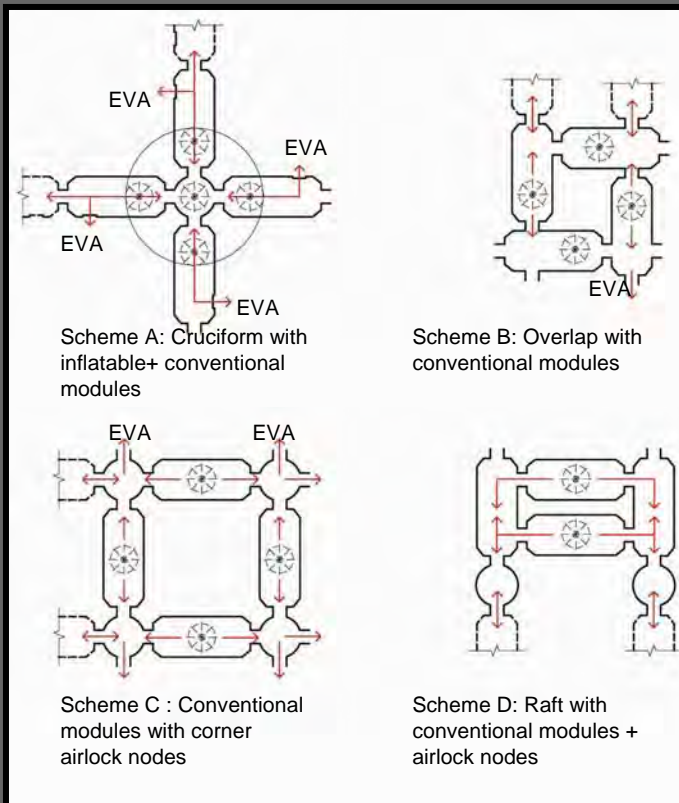 EVA
EVA
EVA
EVA
Scheme A: Cruciform with
inflatable+ conventional
modules
EVA
Scheme B: Overlap with
conventional modules
EVA
EVA
Scheme C : Conventional
modules with corner
airlock nodes
Scheme D: Raft with
conventional modules +
airlock nodes